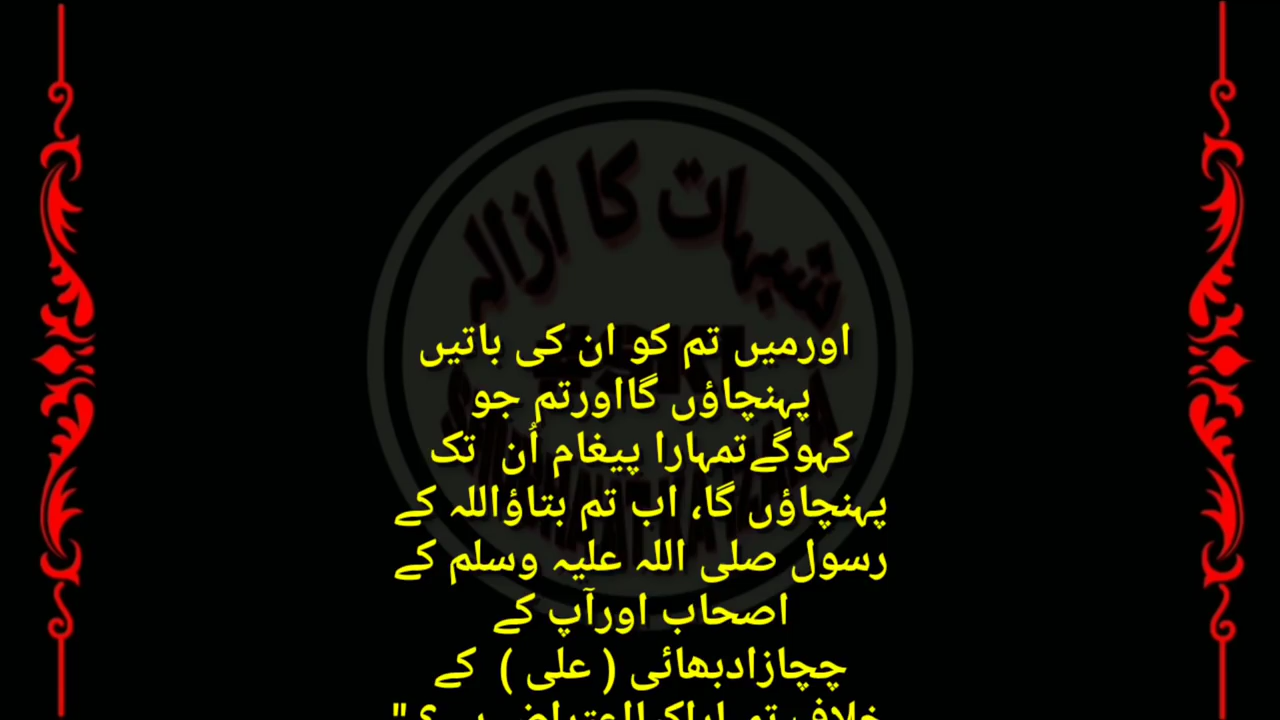 شبہات کا ازالہ
اورمیں تم کو ان کی باتیں
پہنچاؤں گااورتم جو
کہوگےتمہارا پیغام اُن تک
پہنچاؤں گا، اب تم بتاؤاللہ کے
رسول صلی اللہ علیہ وسلم کے
اصحاب اورآپ کے
چچازادبھائی ( علی ) کے